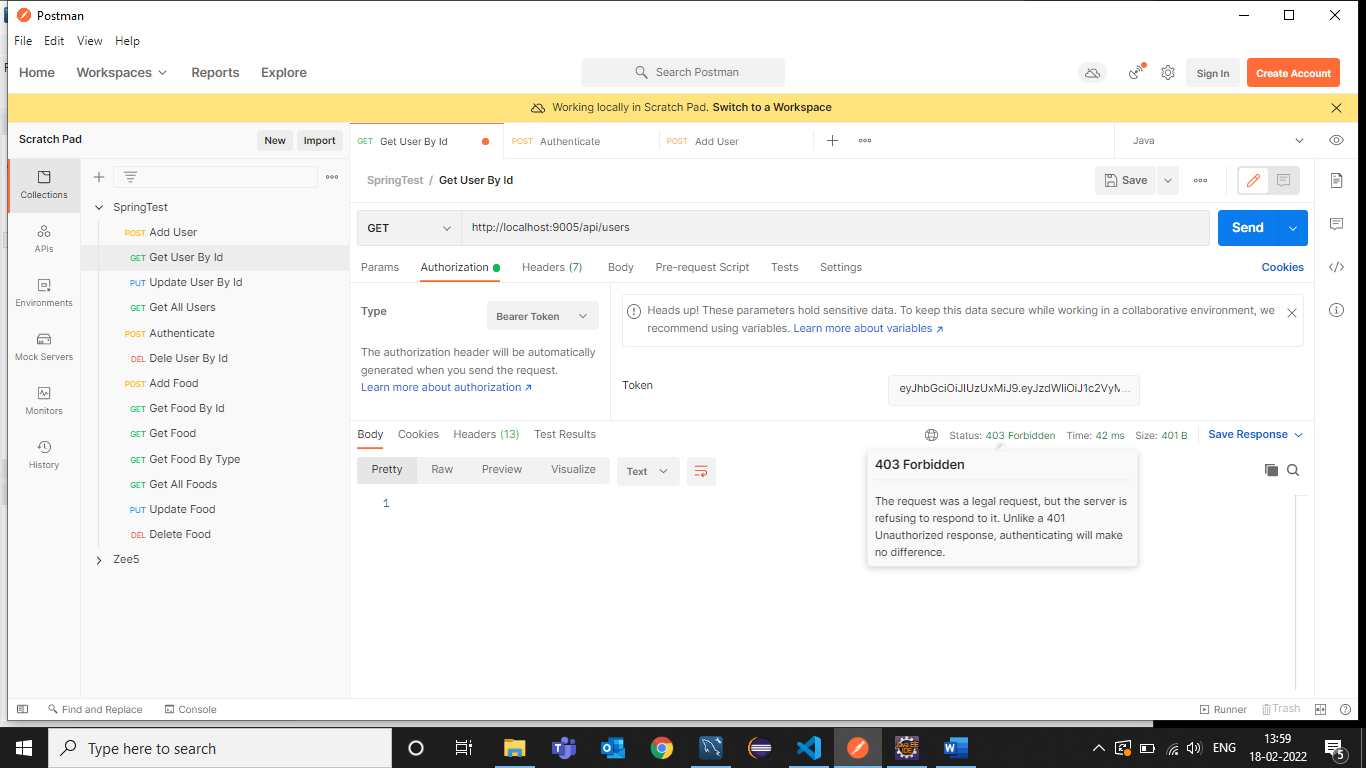 Postman
File Edit View Help
Home Workspaces Reports Explore
Search Postman
Sign In
Create Account
Working locally in Scratch Pad. Switch to a Workspace
Scratch Pad
New
Import
GET Get User By Id
POST Authenticate
POST Add User
Java
SpringTest / Get User By Id
Save
Collections
APIs
Environments
Mock Servers
Monitors
History
SpringTest
POST Add User
GET Get User By Id
PUT Update User By Id
GET Get All Users
POST Authenticate
DEL Dele User By Id
POST Add Food
GET Get Food By Id
GET Get Food
GET Get Food By Type
GET Get All Foods
PUT Update Food
DEL Delete Food
Zee5
GET
http://localhost:9005/api/users
Send
Params Authorization Headers (7) Body Pre-request Script Tests Settings
Cookies
Type
Bearer Token
The authorization header will be automatically
generated when you send the request.
Learn more about authorization ↗
Heads up! These parameters hold sensitive data. To keep this data secure while working in a collaborative environment, we
recommend using variables. Learn more about variables ↗
Token
eyJhbGciOiJIUzUxMiJ9.eyJzdWIiOiJ1c2VyM...
Body Cookies Headers (13) Test Results
Status: 403 Forbidden Time: 42 ms Size: 401 B
Save Response
Pretty Raw Preview Visualize
Text
1
403 Forbidden
The request was a legal request, but the server is
refusing to respond to it. Unlike a 401
Unauthorized response, authenticating will make
no difference.
Find and Replace
Console
Runner
Trash
Type here to search
ENG
13:59
18-02-2022
5